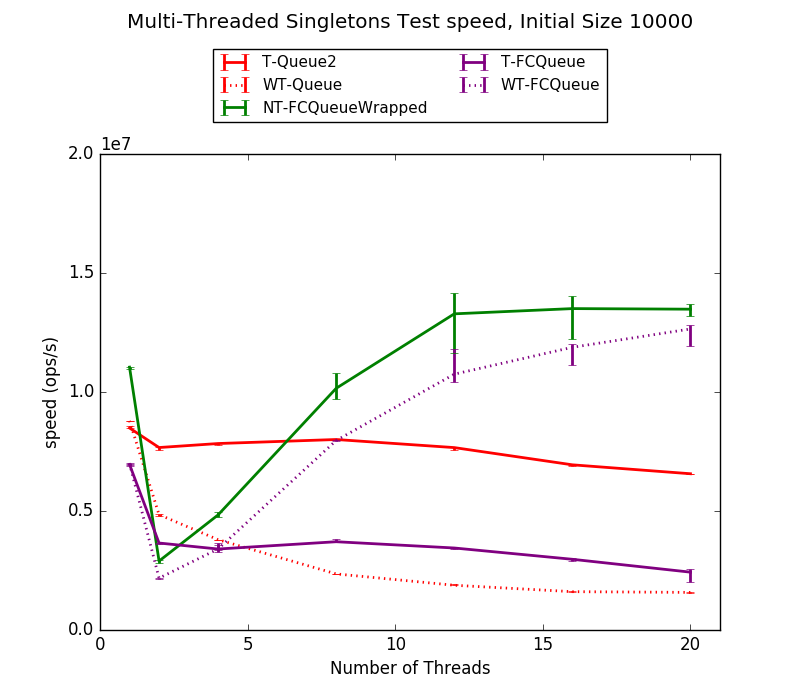 Multi-Threaded Singletons Test speed, Initial Size 10000
T-Queue2
WT-Queue
NT-FCQueueWrapped
T-FCQueue
WT-FCQueue
1e7
2.0
1.5
1.0
0.5
0.0
speed (ops/s)
0 5 10 15 20
Number of Threads